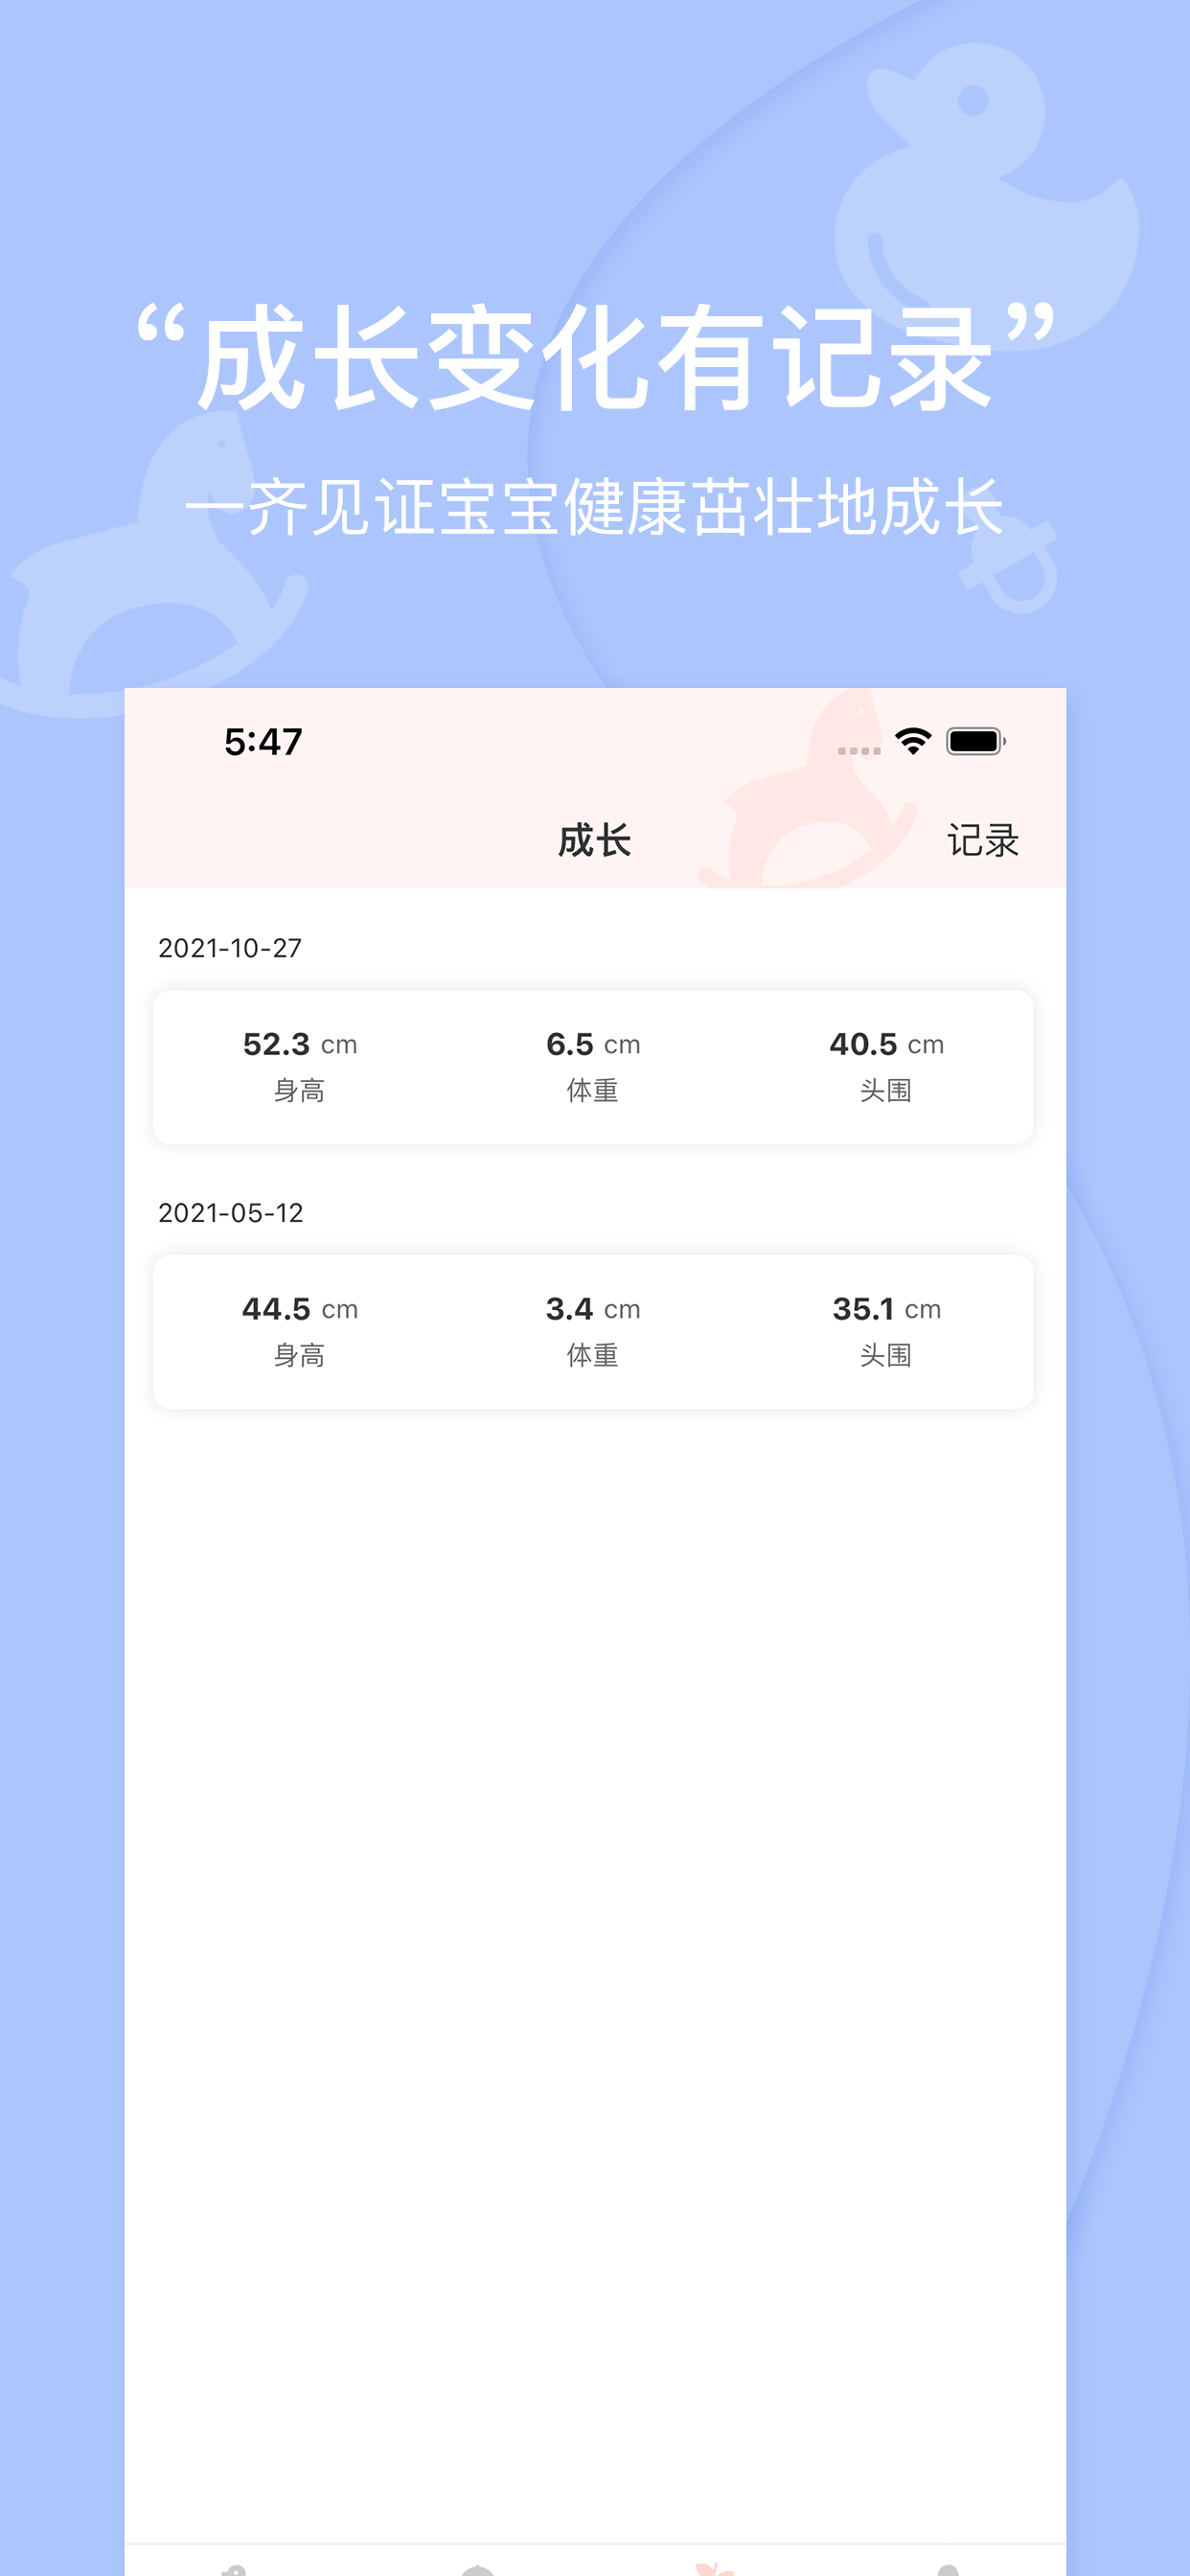 “成长变化有记录”
一齐见证宝宝健康茁壮地成长
5:47
成长 记录
2021-10-27
52.3 cm 6.5 cm 40.5 cm
身高 体重 头围
2021-05-12
44.5 cm 3.4 cm 35.1 cm
身高 体重 头围